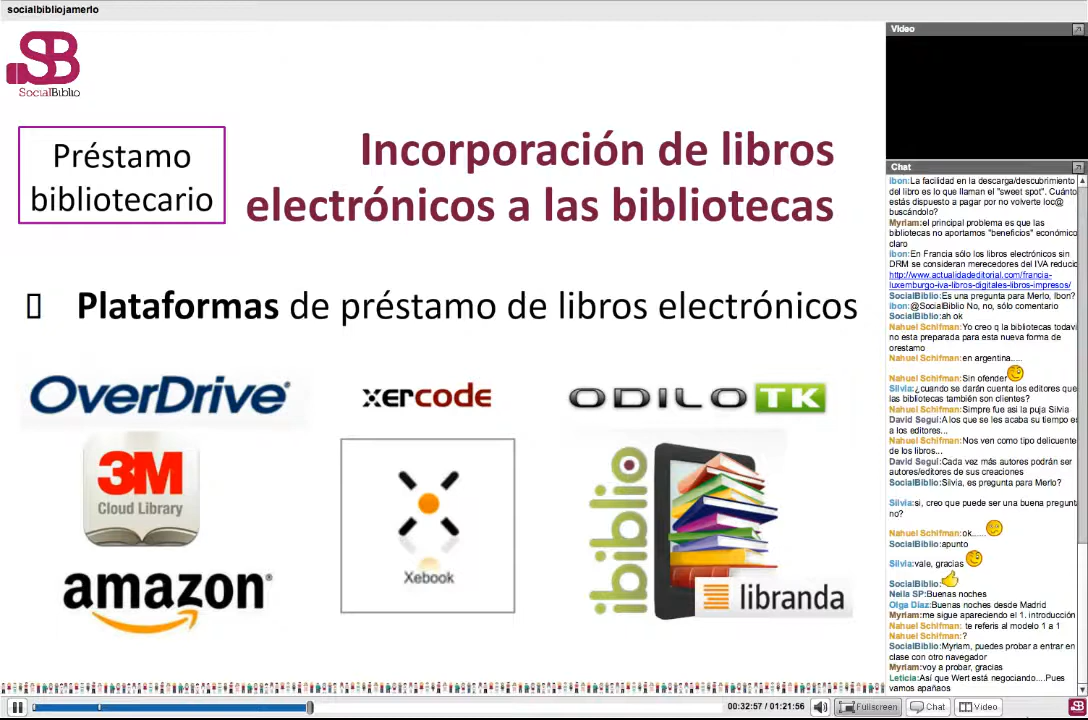 socialbibliojamerlo
SB
SocialBiblio
Préstamo
bibliotecario
Incorporación de libros
electrónicos a las bibliotecas
Plataformas de préstamo de libros electrónicos
OverDrive®
xercode
ODILO TK
3M
Cloud Library
Xebook
ibiblio
libranda
amazon®
Video
Chat
ibon:La facilidad en la descarga/descubrimiento
del libro es lo que llaman el "sweet spot". Cuánto
estás dispuesto a pagar por no volverte loc@
buscándolo?
Myriam:el principal problema es que las
bibliotecas no aportamos "beneficios" económico
claro
ibon:En Francia sólo los libros electrónicos sin
DRM se consideran merecedores del IVA reducid
http://www.actualidadeditorial.com/francia-
luxemburgo-iva-libros-digitales-libros-impresos/
SocialBiblio:Es una pregunta para Merlo, Ibon?
ibon:@SocialBiblio No, no, sólo comentario
SocialBiblio:ah ok
Nahuel Schifman:Yo creo q la bibliotecas todavi
no esta preparada para esta nueva forma de
orestamo
Nahuel Schifman:en argentina.....
Nahuel Schifman:Sin ofender
Silvia:¿cuando se darán cuenta los editores que
las bibliotecas también son clientes?
Nahuel Schifman:Simpre fue asi la puja Silvia
David Segui:A los que se les acaba su tiempo es
a los editores...
Nahuel Schifman:Nos ven como tipo delicuente
de los libros...
David Segui:Cada vez más autores podrán ser
autores/editores de sus creaciones
SocialBiblio:Silvia, es pregunta para Merlo?
Silvia:si, creo que puede ser una buena pregunt
no?
Nahuel Schifman:ok......
SocialBiblio:apunto
Silvia:vale, gracias
SocialBiblio:
Neila SP:Buenas noches
Olga Díaz:Buenas noches desde Madrid
Myriam:me sigue apareciendo el 1. introducción
Nahuel Schifman: te referis al modelo 1 a 1
Nahuel Schifman:?
SocialBiblio:Myriam, puedes probar a entrar en
clase con otro navegador
Myriam:voy a probar, gracias
Leticia:Así que Wert está negociando....Pues
vamos apañaos
00:32:57 / 01:21:56
Fullscreen
Chat
Video
SB